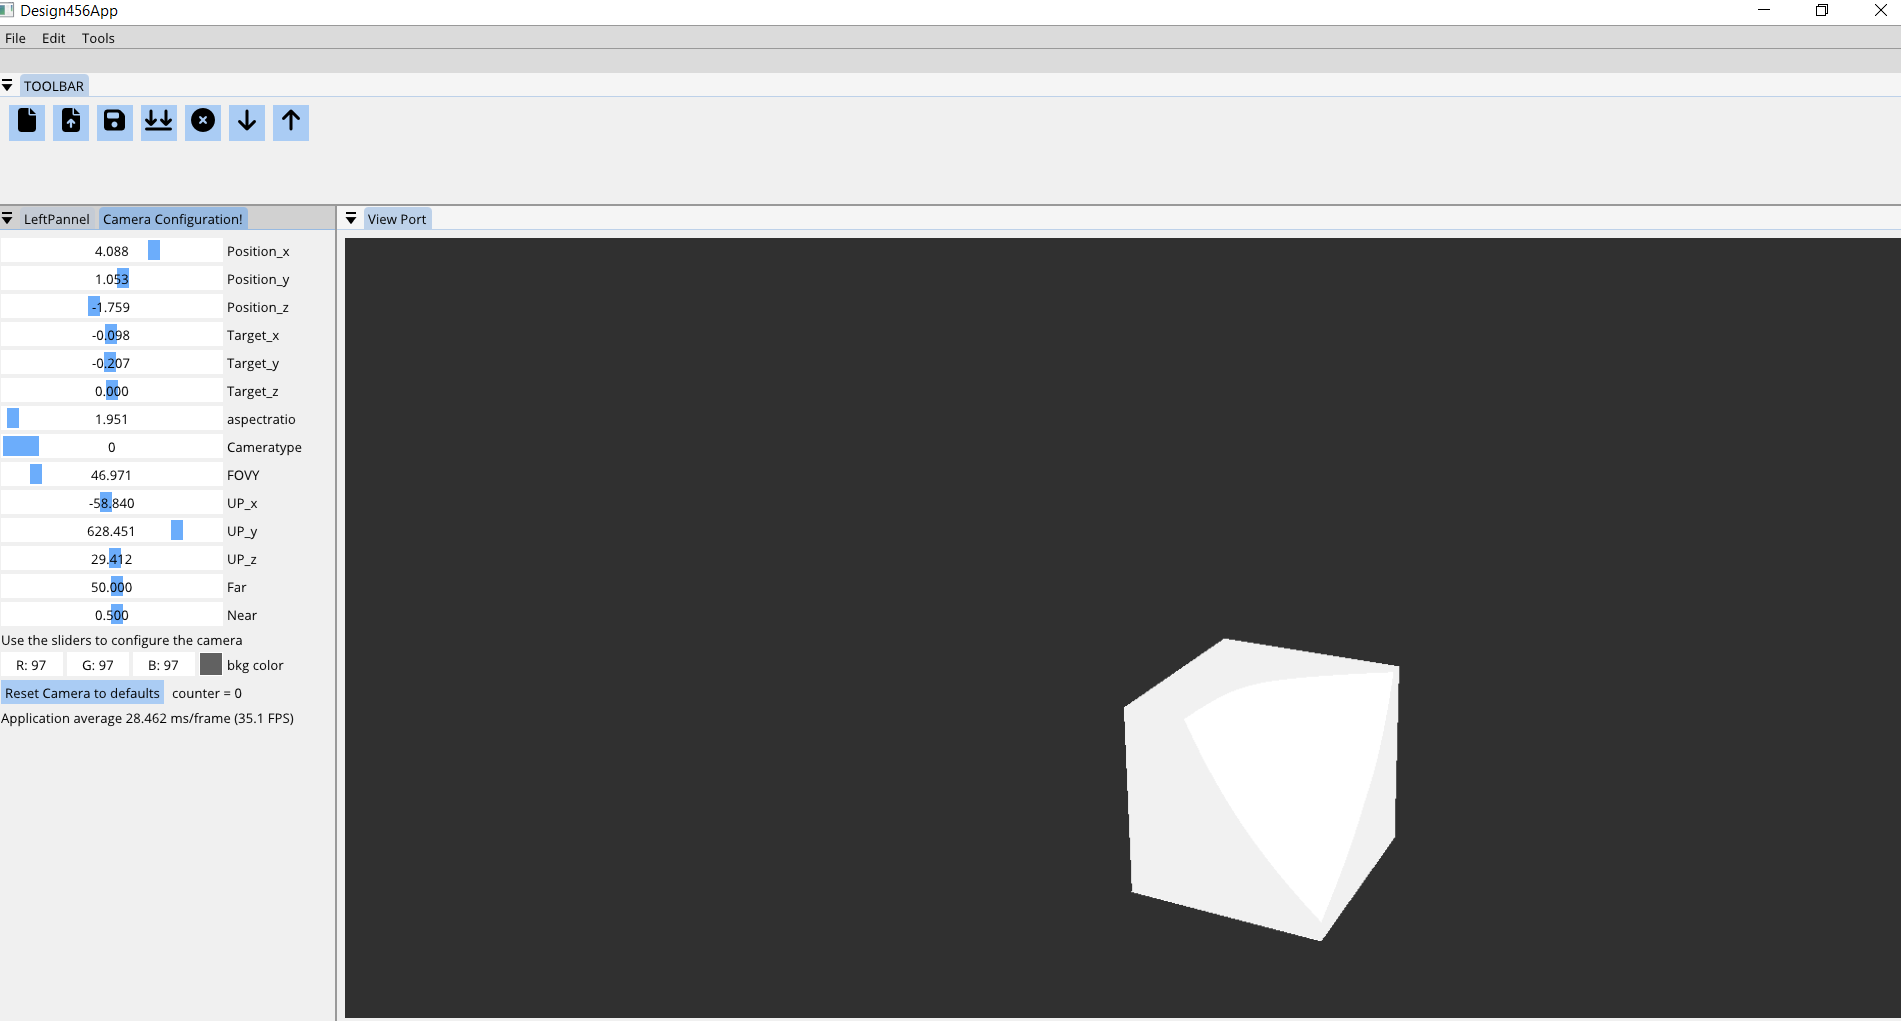 Design456App
File Edit Tools
TOOLBAR
LeftPannel Camera Configuration! View Port
4.088 Position_x
1.053 Position_y
-1.759 Position_z
-0.098 Target_x
-0.207 Target_y
0.000 Target_z
1.951 aspectratio
0 Cameratype
46.971 FOVY
-58.840 UP_x
628.451 UP_y
29.412 UP_z
50.000 Far
0.500 Near
Use the sliders to configure the camera
R: 97 G: 97 B: 97 bkg color
Reset Camera to defaults counter = 0
Application average 28.462 ms/frame (35.1 FPS)